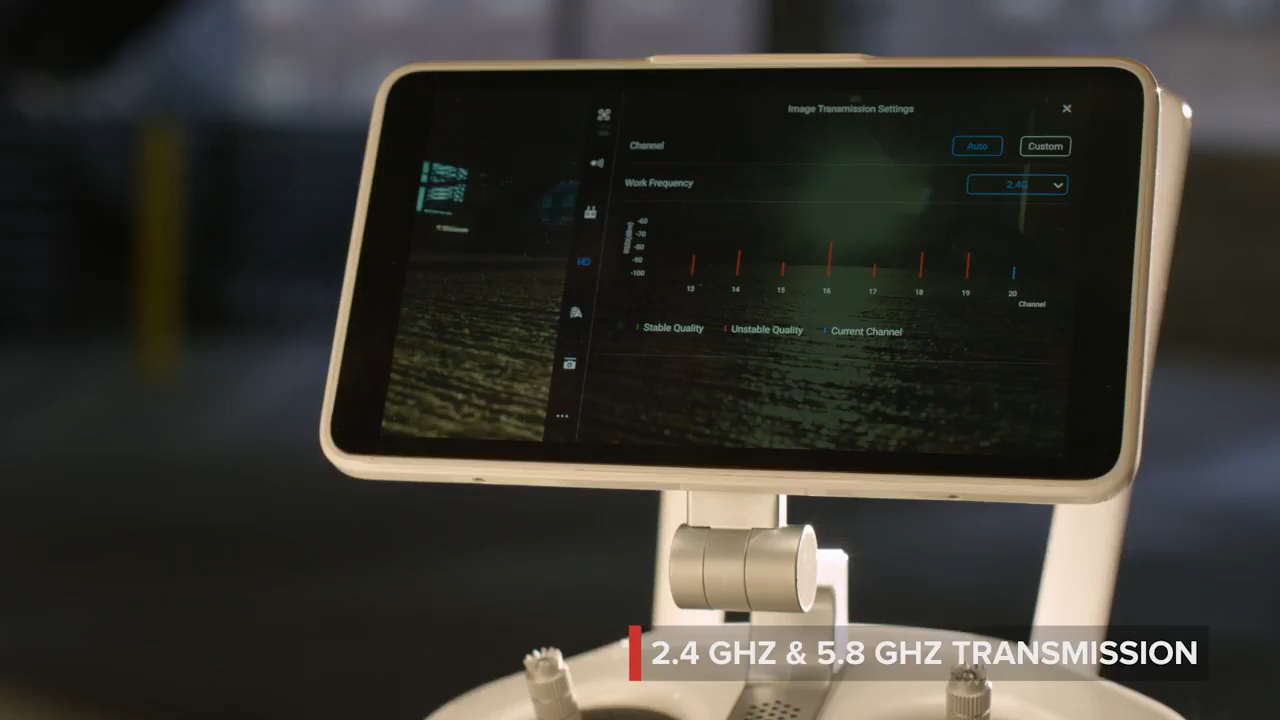 Image Transmission Settings
Channel
Auto
Custom
Work Frequency
2.4G
-60
-70
-80
-90
-100
13 14 15 16 17 18 19 20
Channel
HD
Stable Quality Unstable Quality Current Channel
2.4 GHZ & 5.8 GHZ TRANSMISSION